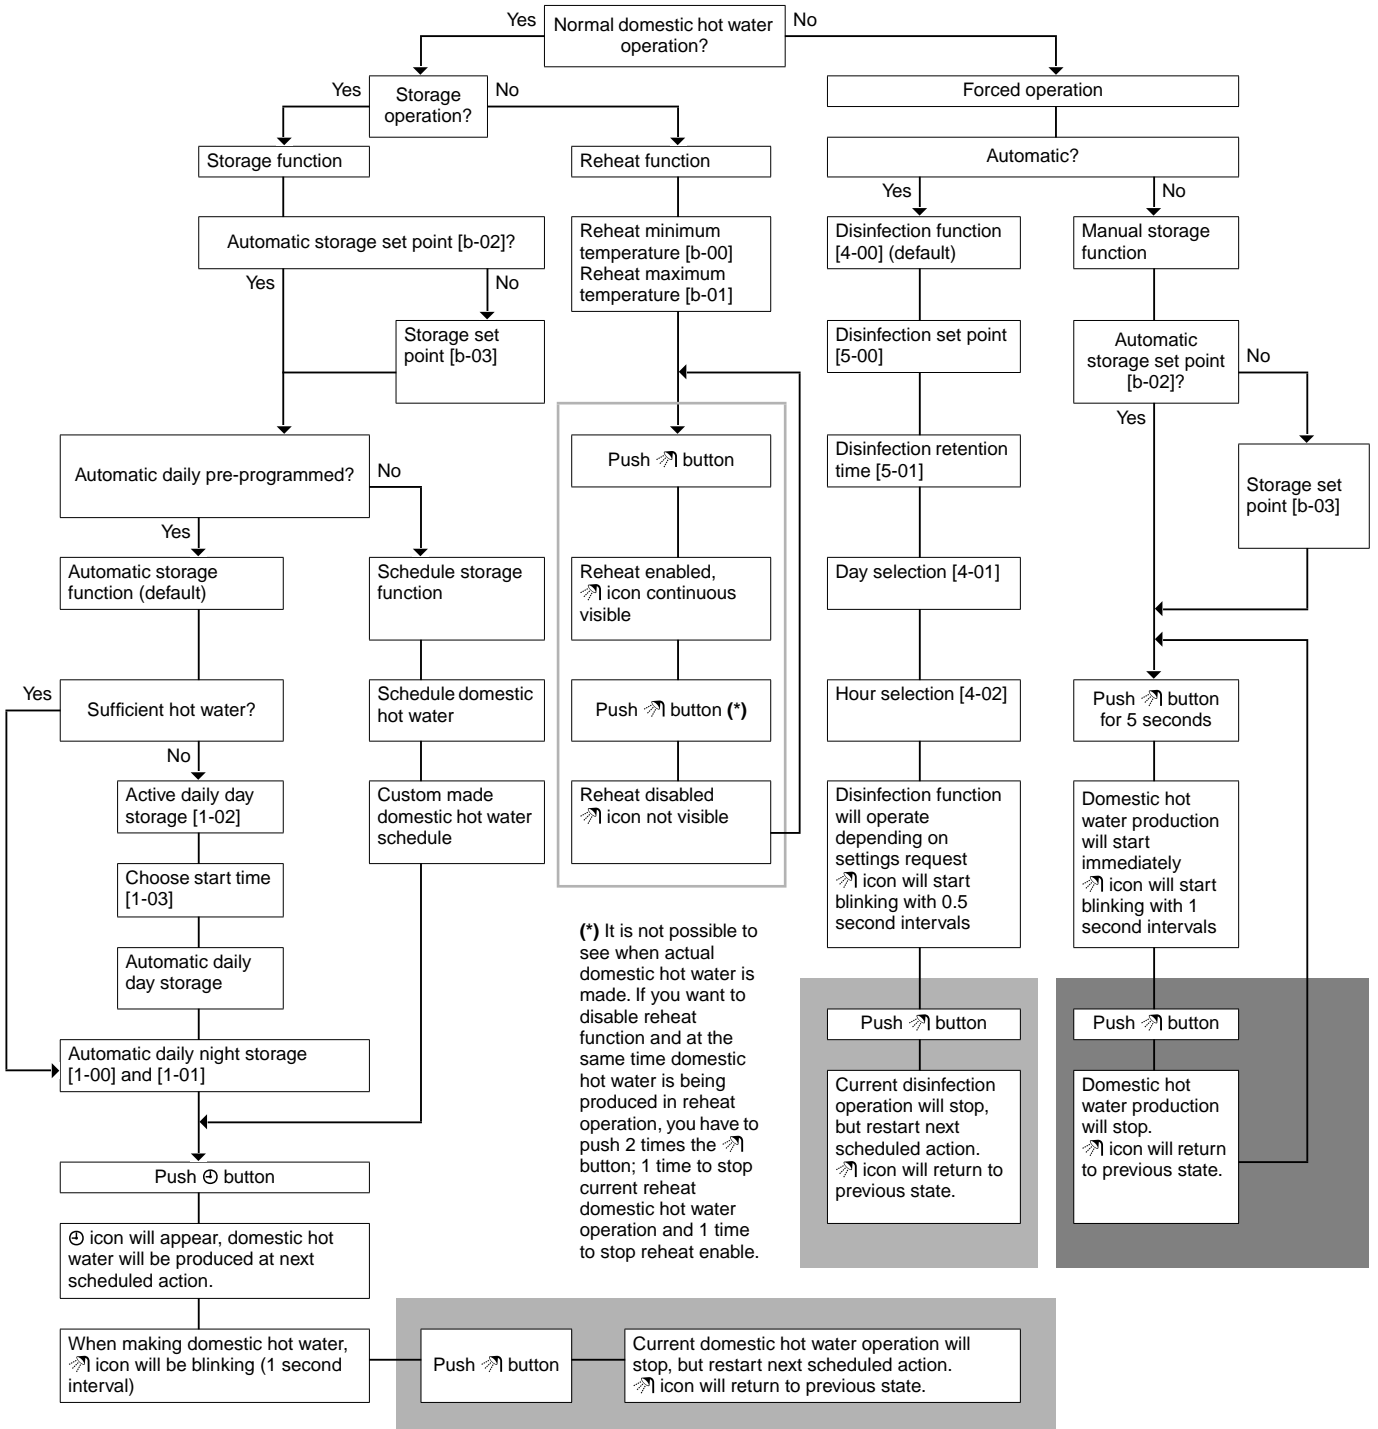 Normal domestic hot water
operation?
Yes
No
Storage
operation?
Yes
No
Forced operation
Storage function
Reheat function
Automatic?
Yes
No
Automatic storage set point [b-02]?
Yes
No
Storage set
point [b-03]
Reheat minimum
temperature [b-00]
Reheat maximum
temperature [b-01]
Disinfection function
[4-00] (default)
Manual storage
function
Disinfection set point
[5-00]
Automatic
storage set point
[b-02]?
No
Yes
Automatic daily pre-programmed?
No
Yes
Push button
Disinfection retention
time [5-01]
Storage set
point [b-03]
Automatic storage
function (default)
Schedule storage
function
Reheat enabled,
icon continuous
visible
Day selection [4-01]
Yes
Sufficient hot water?
No
Schedule domestic
hot water
Push button (*)
Hour selection [4-02]
Push button
for 5 seconds
Active daily day
storage [1-02]
Custom made
domestic hot water
schedule
Reheat disabled
icon not visible
Disinfection function
will operate
depending on
settings request
icon will start
blinking with 0.5
second intervals
Domestic hot
water production
will start
immediately
icon will start
blinking with 1
second intervals
Choose start time
[1-03]
Automatic daily
day storage
Automatic daily night storage
[1-00] and [1-01]
(*) It is not possible to
see when actual
domestic hot water is
made. If you want to
disable reheat
function and at the
same time domestic
hot water is being
produced in reheat
operation, you have to
push 2 times the
button; 1 time to stop
current reheat
domestic hot water
operation and 1 time
to stop reheat enable.
Push button
Current disinfection
operation will stop,
but restart next
scheduled action.
icon will return to
previous state.
Push button
Domestic hot
water production
will stop.
icon will return
to previous state.
Push button
icon will appear, domestic hot
water will be produced at next
scheduled action.
When making domestic hot water,
icon will be blinking (1 second
interval)
Push button
Current domestic hot water operation will
stop, but restart next scheduled action.
icon will return to previous state.